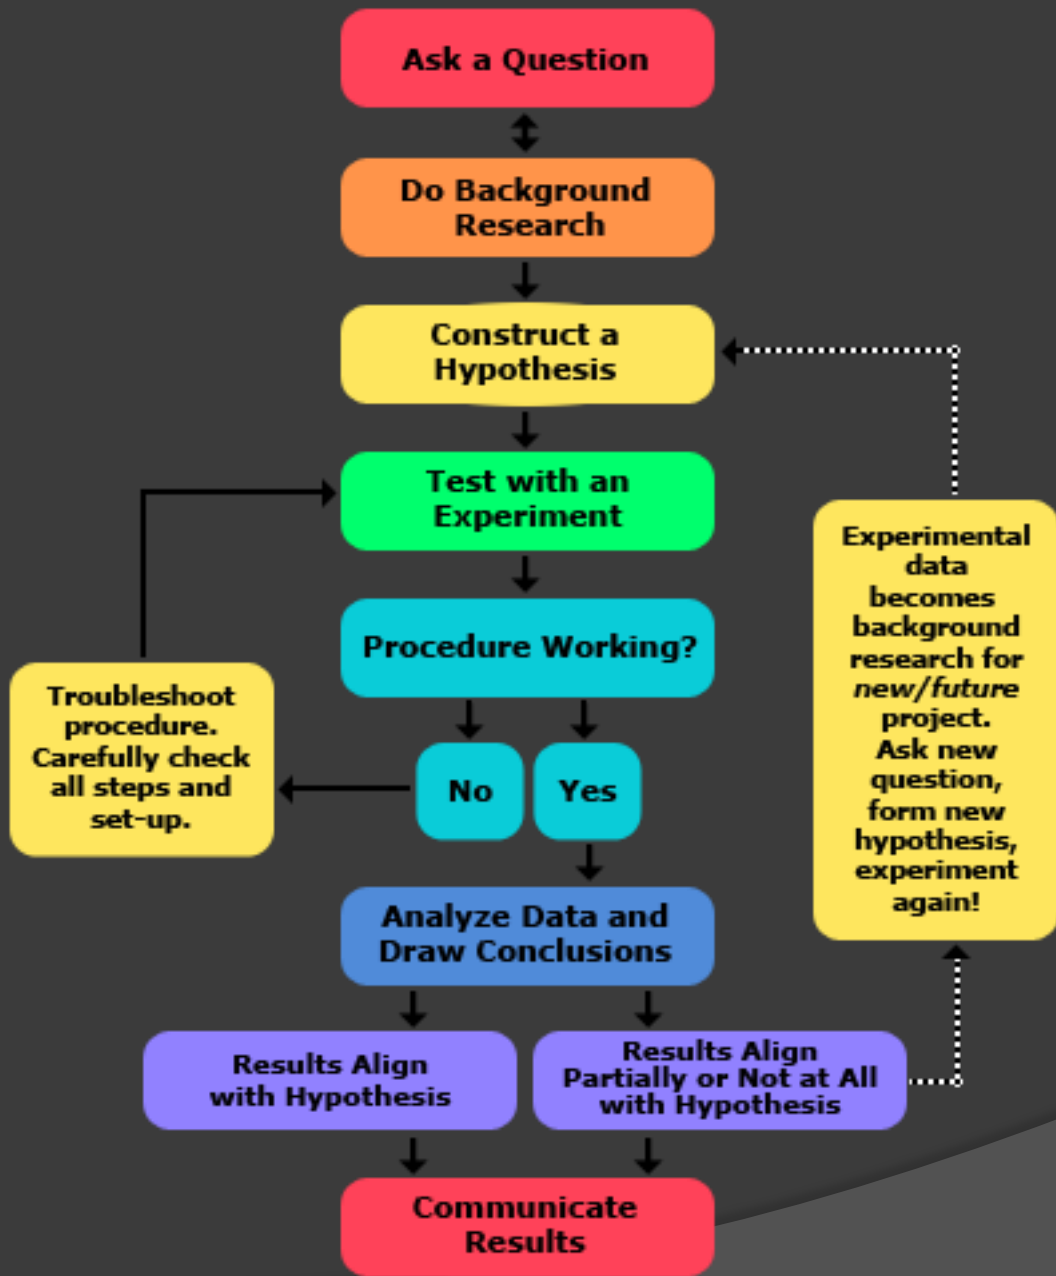 Ask a Question
Do Background
Research
Construct a
Hypothesis
Test with an
Experiment
Procedure Working?
No
Yes
Troubleshoot
procedure.
Carefully check
all steps and
set-up.
Experimental
data
becomes
background
research for
new/future
project.
Ask new
question,
form new
hypothesis,
experiment
again!
Analyze Data and
Draw Conclusions
Results Align
with Hypothesis
Results Align
Partially or Not at All
with Hypothesis
Communicate
Results